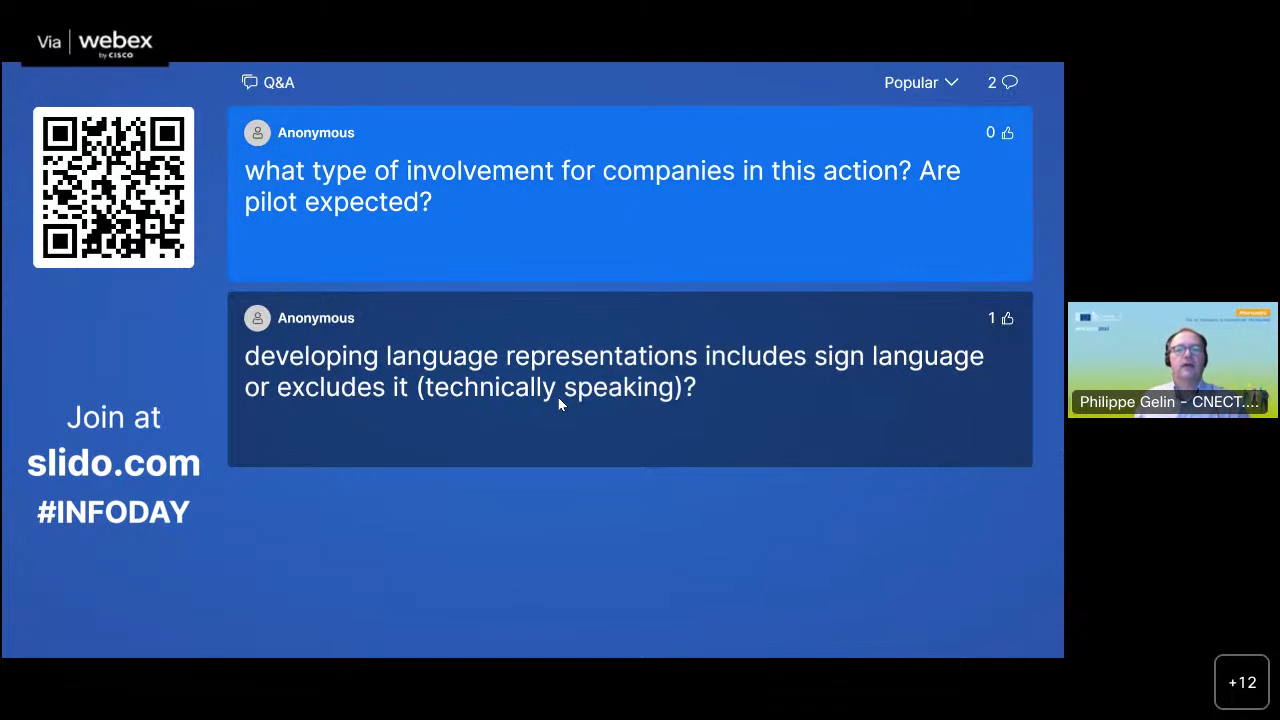 Via webex
by CISCO
Q&A
Popular
2
Anonymous
0
what type of involvement for companies in this action? Are
pilot expected?
Anonymous
1
developing language representations includes sign language
or excludes it (technically speaking)?
Join at
slido.com
#INFODAY
Philippe Gelin - CNECT....
+12